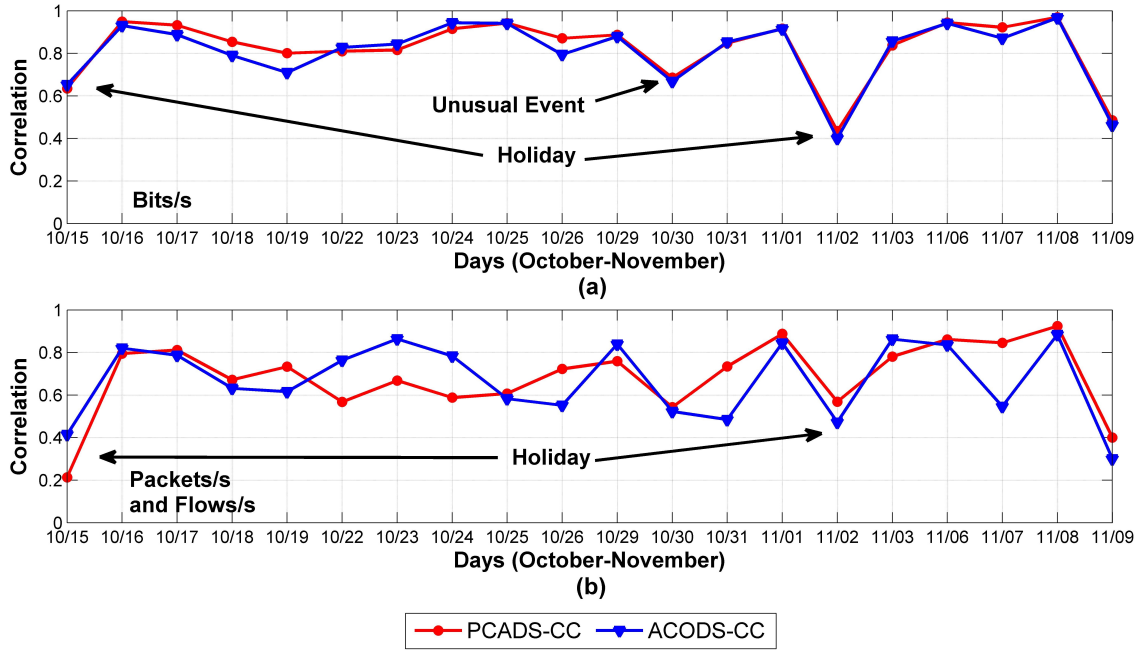 1
0.8
0.6
0.4
0.2
0
Correlation
Unusual Event
Holiday
Bits/s
10/15 10/16 10/17 10/18 10/19 10/22 10/23 10/24 10/25 10/26 10/29 10/30 10/31 11/01 11/02 11/03 11/06 11/07 11/08 11/09
Days (October-November)
(a)
1
0.8
0.6
0.4
0.2
0
Correlation
Holiday
Packets/s
and Flows/s
10/15 10/16 10/17 10/18 10/19 10/22 10/23 10/24 10/25 10/26 10/29 10/30 10/31 11/01 11/02 11/03 11/06 11/07 11/08 11/09
Days (October-November)
(b)
PCADS-CC ACODS-CC